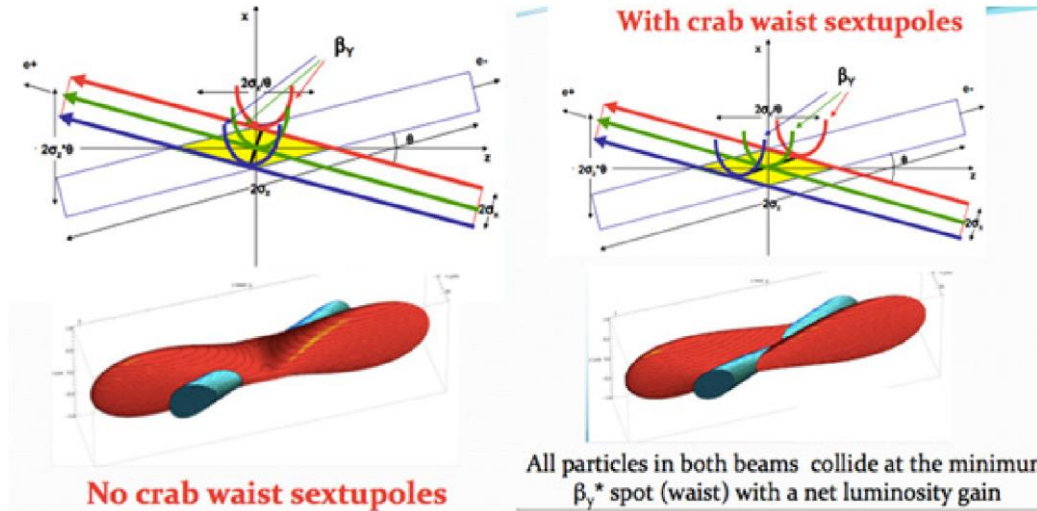 x
β_Y
e+
2σ_x/θ
e-
θ
z
2σ_z*θ
2σ_z
2σ_x
No crab waist sextupoles
With crab waist sextupoles
x
β_Y
e+
2σ_x/θ
e-
θ
z
2σ_z*θ
2σ_z
2σ_x
All particles in both beams collide at the minimum
β_y* spot (waist) with a net luminosity gain